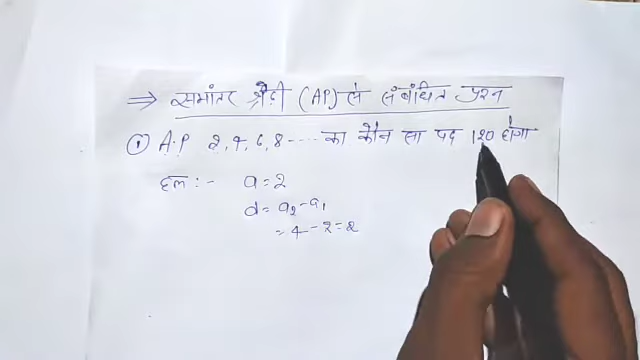 ⇒ समांतर श्रेढ़ी (AP) से संबंधित प्रश्न
① A.P 2, 4, 6, 8 ---- का कौन सा पद 120 होगा
हल :- a = 2
d = a₂ - a₁
= 4 - 2 = 2